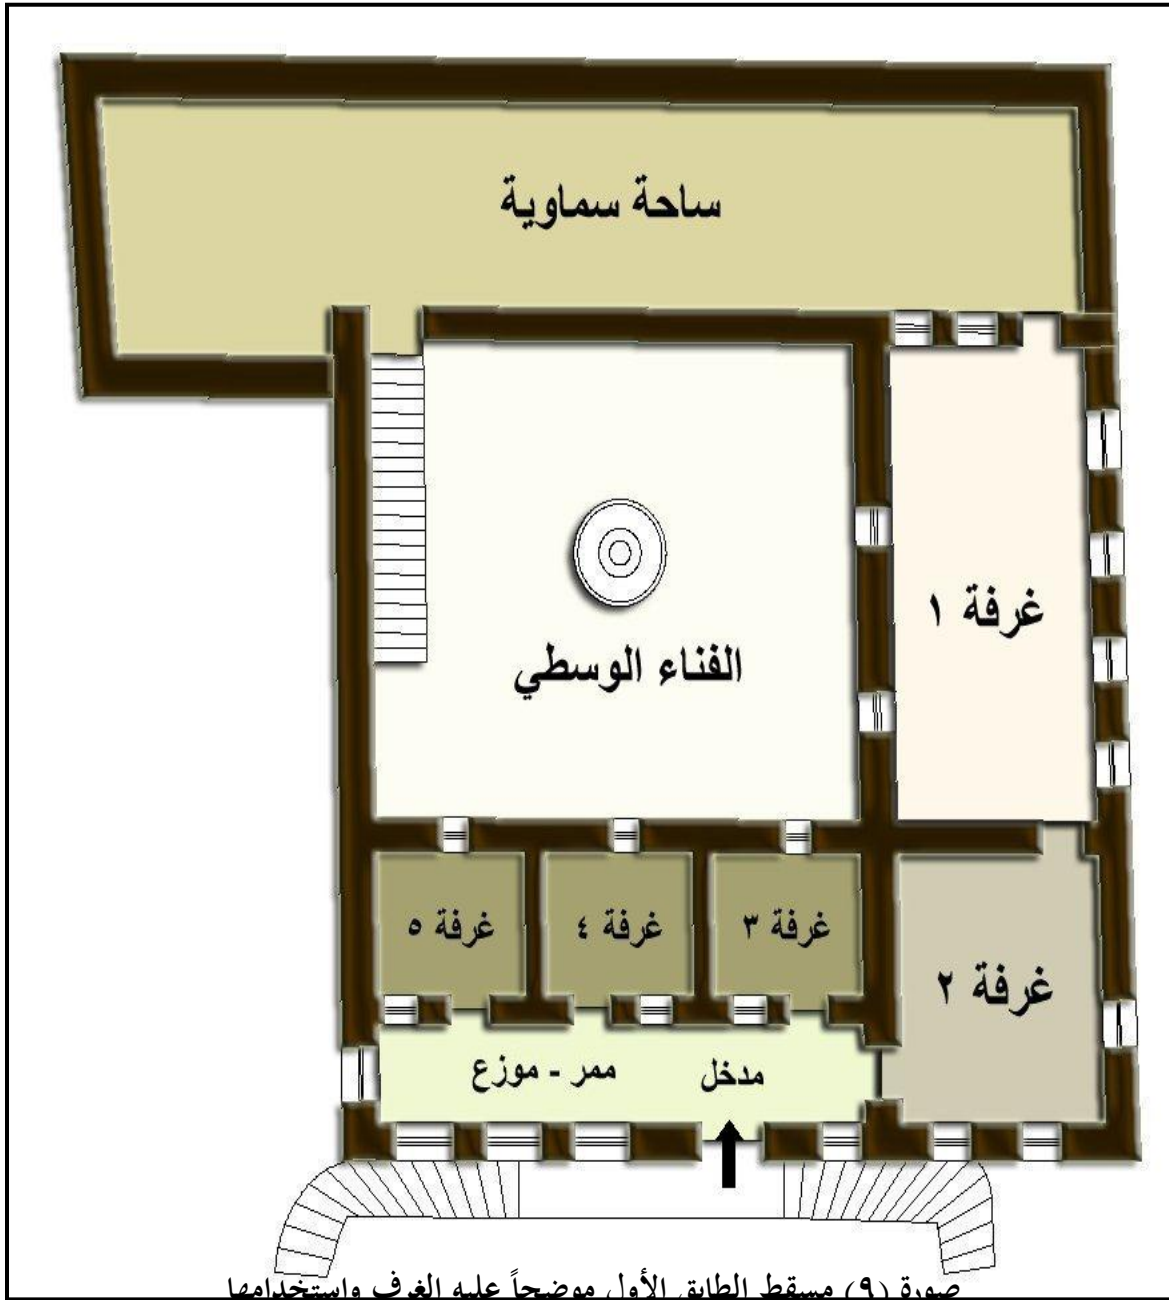 ساحة سماوية
غرفة ١
الفناء الوسطي
غرفة ٣
غرفة ٤
غرفة ٥
غرفة ٢
مدخل
ممر - موزع
صورة (٩) مسقط الطابق الأول موضحاً عليه الغرف واستخدامها